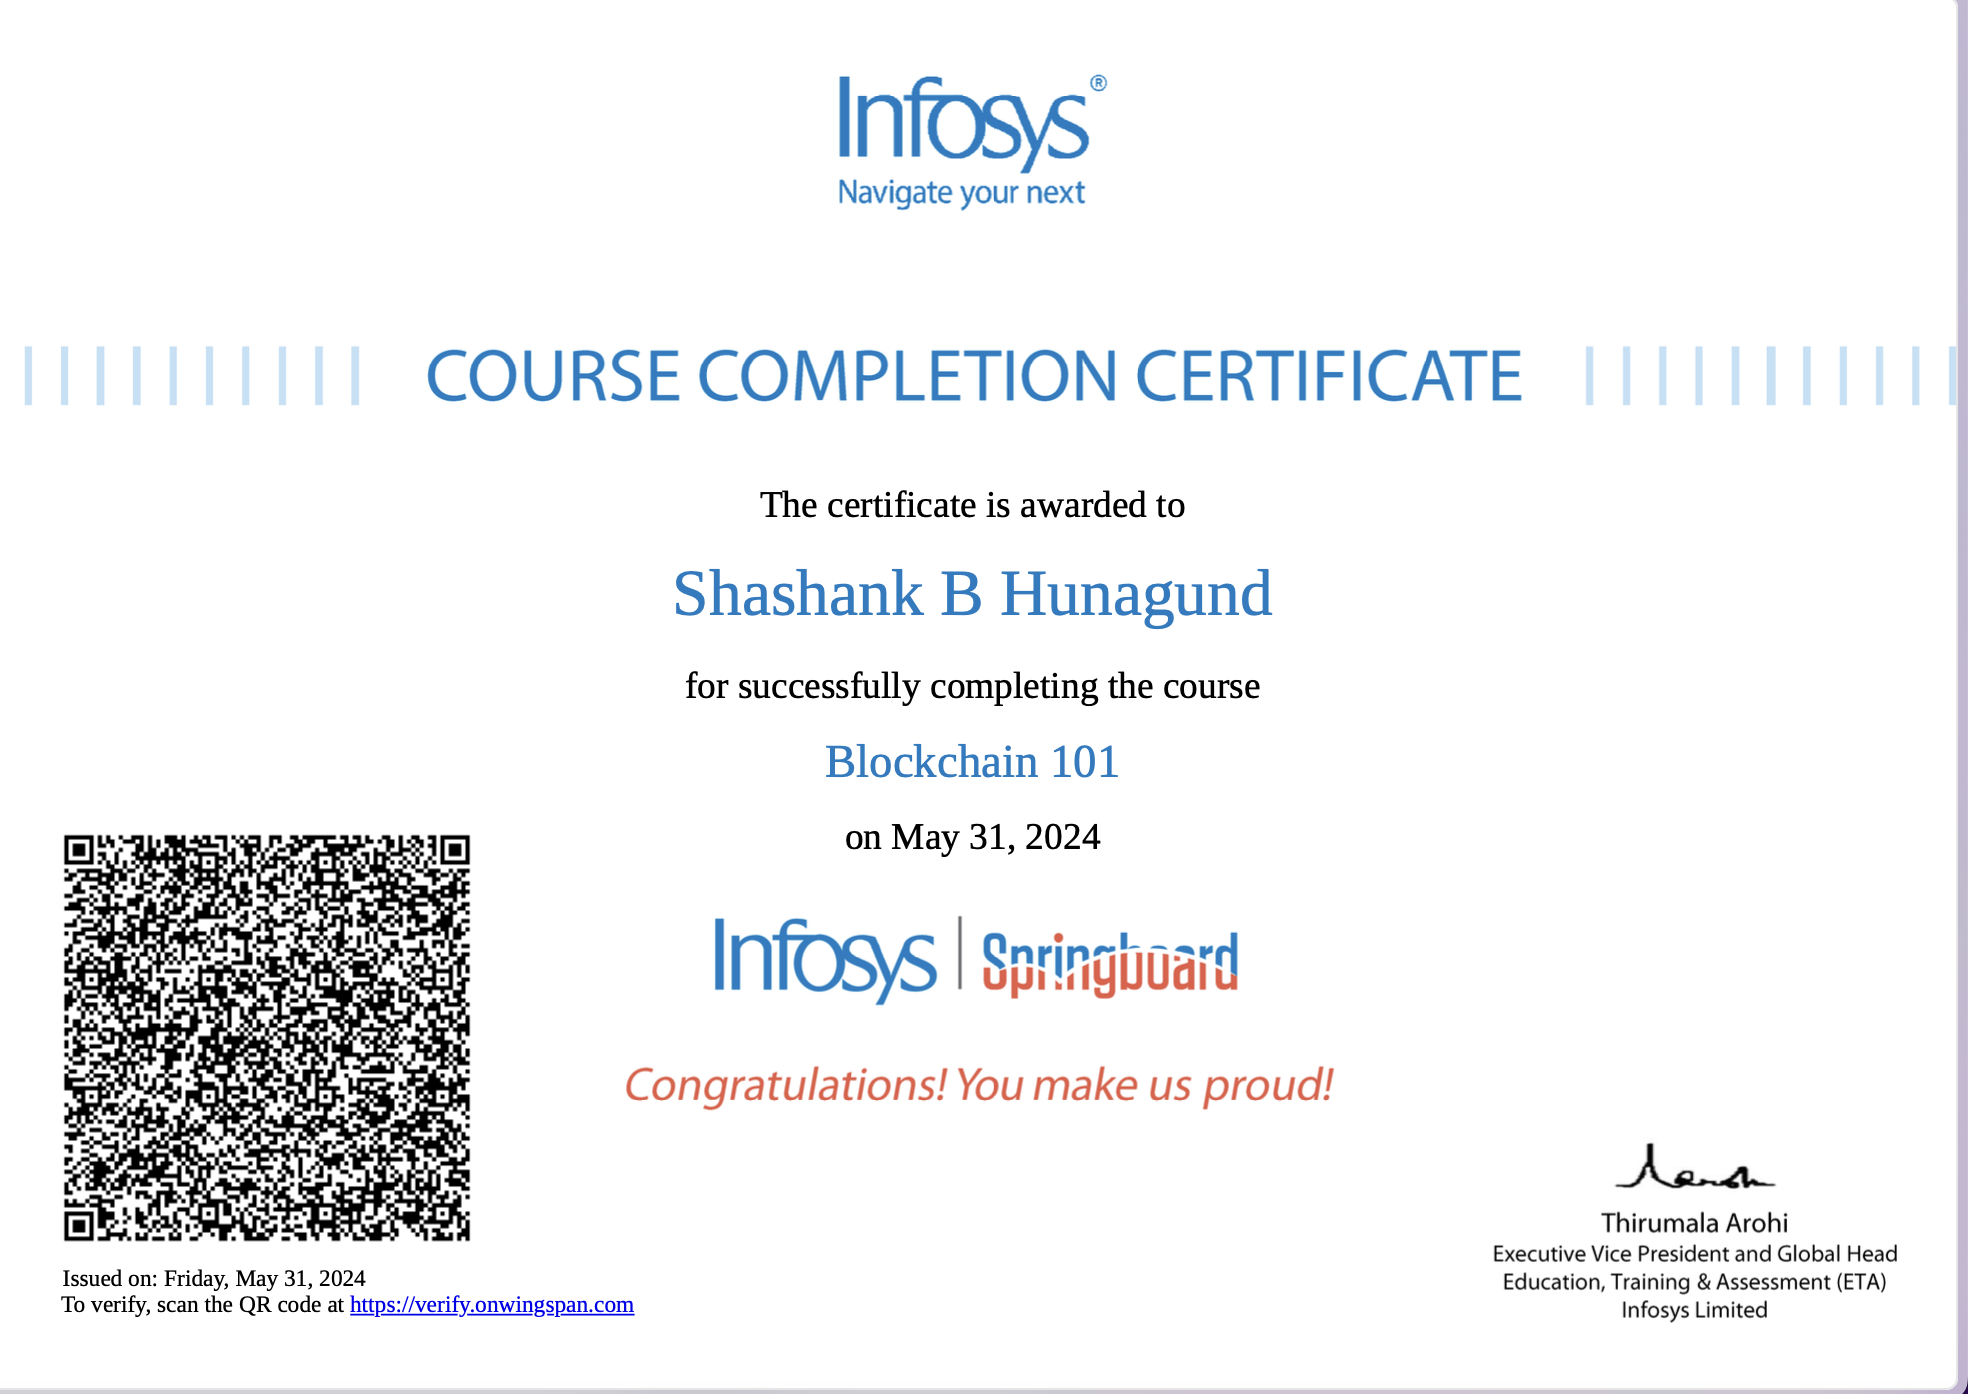 Infosys®
Navigate your next
COURSE COMPLETION CERTIFICATE
The certificate is awarded to
Shashank B Hunagund
for successfully completing the course
Blockchain 101
on May 31, 2024
Infosys | Springboard
Congratulations! You make us proud!
Issued on: Friday, May 31, 2024
To verify, scan the QR code at https://verify.onwingspan.com
Thirumala Arohi
Executive Vice President and Global Head
Education, Training & Assessment (ETA)
Infosys Limited